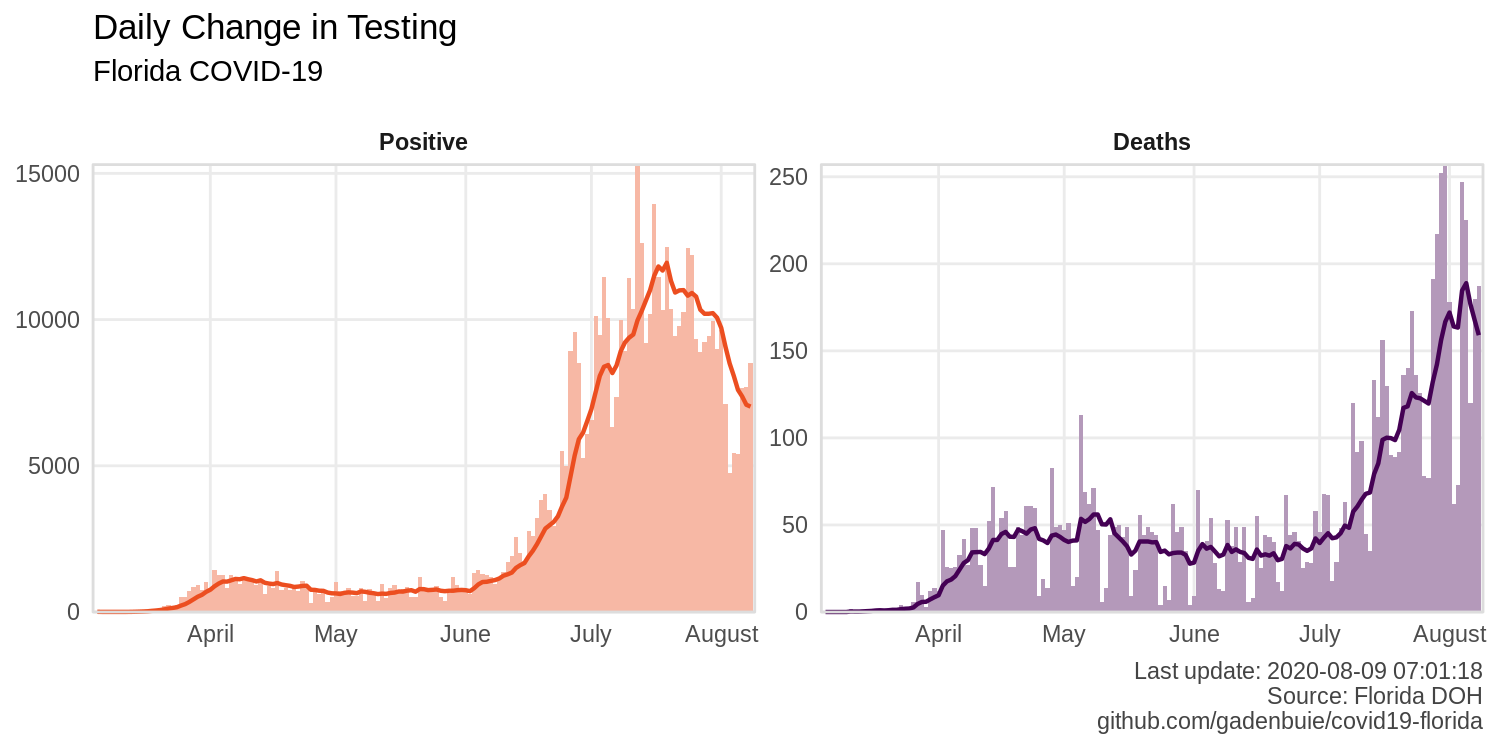 Daily Change in Testing
Florida COVID-19
Positive
15000
10000
5000
0
April May June July August
Deaths
250
200
150
100
50
0
April May June July August
Last update: 2020-08-09 07:01:18
Source: Florida DOH
github.com/gadenbuie/covid19-florida